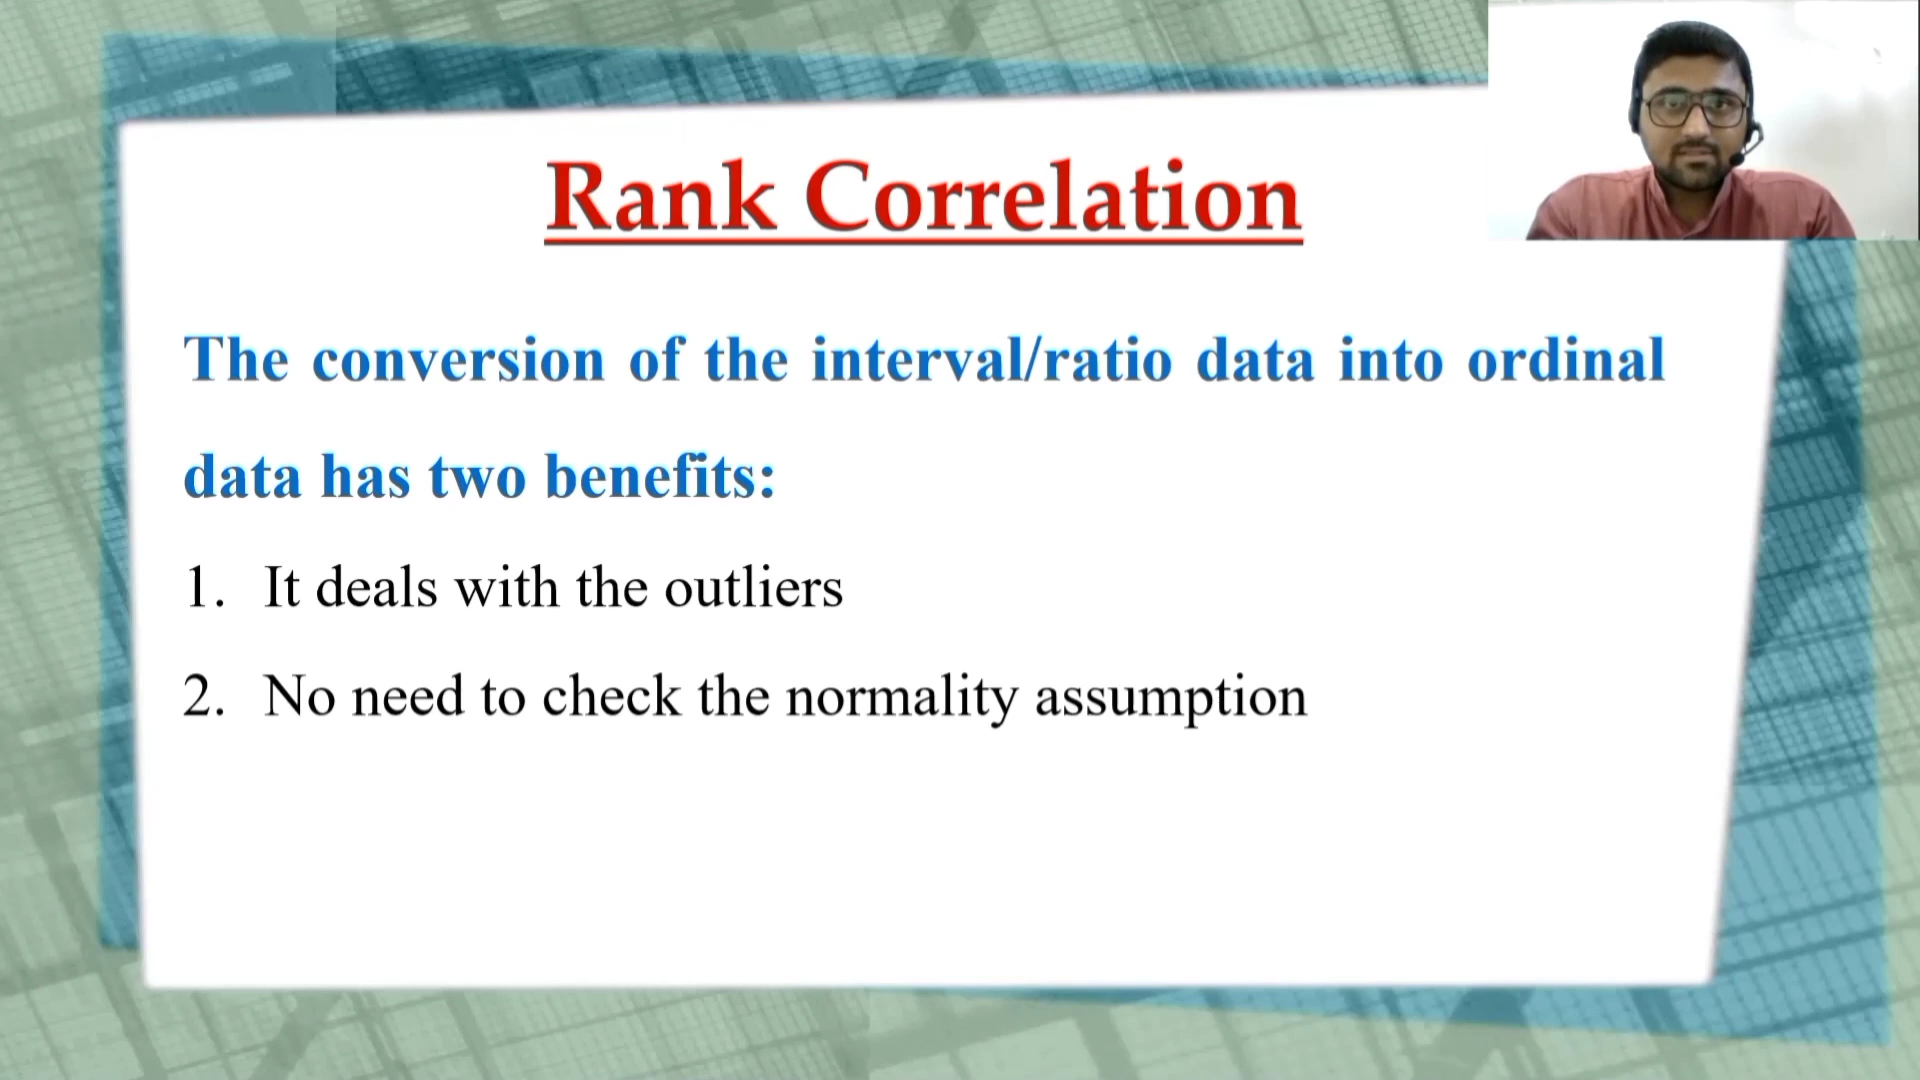 Rank Correlation
The conversion of the interval/ratio data into ordinal
data has two benefits:
1. It deals with the outliers
2. No need to check the normality assumption